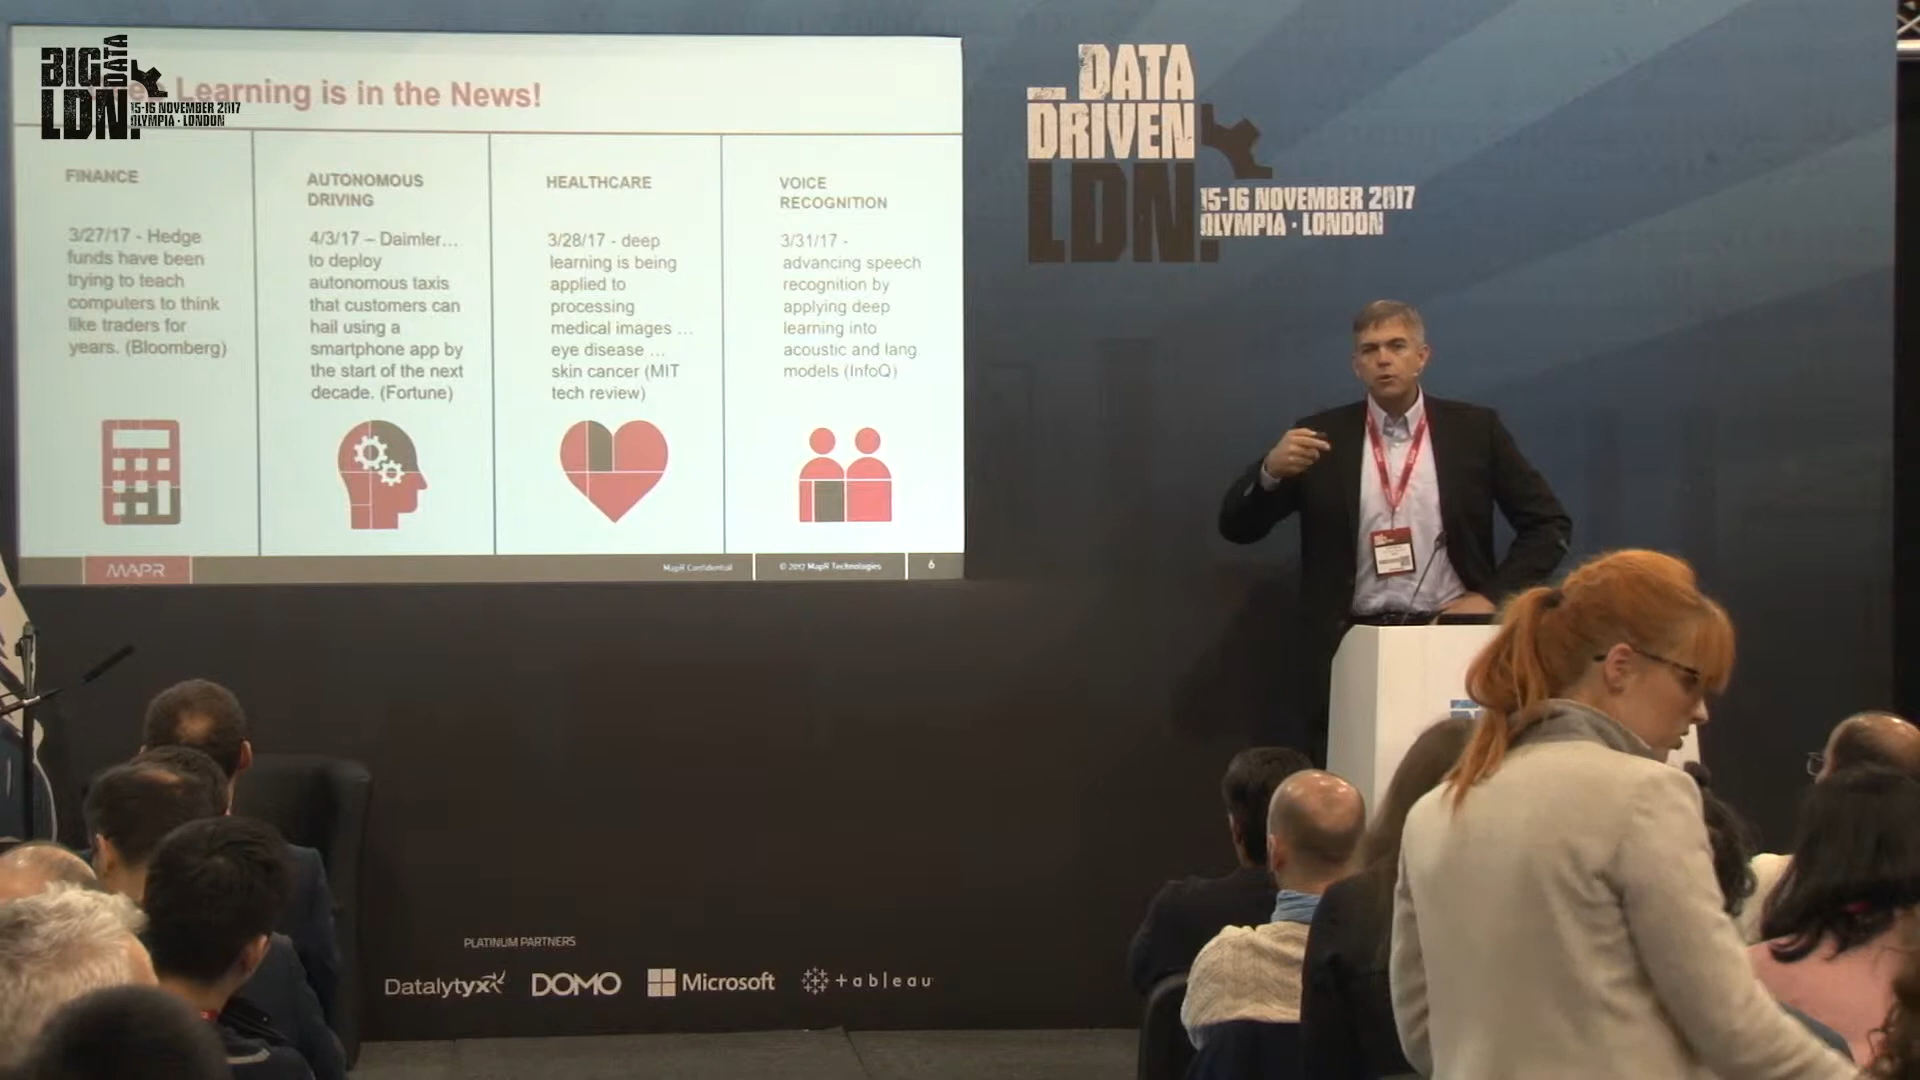 BIG
DATA
LDN.
15-16 NOVEMBER 2017
OLYMPIA · LONDON
Learning is in the News!
FINANCE
3/27/17 - Hedge
funds have been
trying to teach
computers to think
like traders for
years. (Bloomberg)
AUTONOMOUS
DRIVING
4/3/17 – Daimler…
to deploy
autonomous taxis
that customers can
hail using a
smartphone app by
the start of the next
decade. (Fortune)
HEALTHCARE
3/28/17 - deep
learning is being
applied to
processing
medical images …
eye disease …
skin cancer (MIT
tech review)
VOICE
RECOGNITION
3/31/17 -
advancing speech
recognition by
applying deep
learning into
acoustic and lang.
models (InfoQ)
MAPR
MapR Confidential
© 2017 MapR Technologies
6
_DATA
DRIVEN
LDN.
15-16 NOVEMBER 2017
OLYMPIA · LONDON
PLATINUM PARTNERS
Datalytyx
DOMO
Microsoft
+ableau